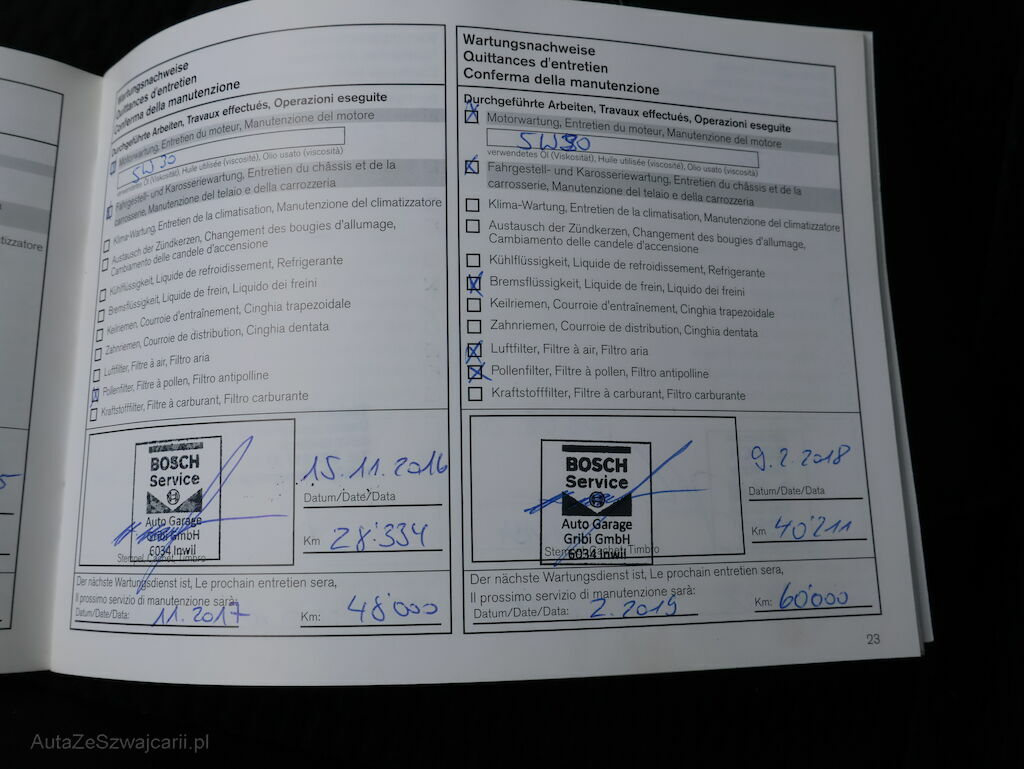 tizzatore
5
Wartungsnachweise
Quittances d'entretien
Conferma della manutenzione
Durchgeführte Arbeiten, Travaux effectués, Operazioni eseguite
Motorwartung, Entretien du moteur, Manutenzione del motore
5W30
verwendetes Öl (Viskosität), Huile utilisée (viscosité), Olio usato (viscosità)
Fahrgestell- und Karosseriewartung, Entretien du châssis et de la
carrosserie, Manutenzione del telaio e della carrozzeria
Klima-Wartung, Entretien de la climatisation, Manutenzione del climatizzatore
Austausch der Zündkerzen, Changement des bougies d'allumage,
Cambiamento delle candele d'accensione
Kühlflüssigkeit, Liquide de refroidissement, Refrigerante
Bremsflüssigkeit, Liquide de frein, Liquido dei freini
Keilriemen, Courroie d'entraînement, Cinghia trapezoidale
Zahnriemen, Courroie de distribution, Cinghia dentata
Luftfilter, Filtre à air, Filtro aria
Pollenfilter, Filtre à pollen, Filtro antipolline
Kraftstofffilter, Filtre à carburant, Filtro carburante
BOSCH
Service
Auto Garage
Gribi GmbH
6034 Inwil
Stempel, Cachet, Timbro
15.11.2016
Datum/Date/Data
Km 28'334
Der nächste Wartungsdienst ist, Le prochain entretien sera,
Il prossimo servizio di manutenzione sarà:
Datum/Date/Data: 11.2017 Km: 48'000
Wartungsnachweise
Quittances d'entretien
Conferma della manutenzione
Durchgeführte Arbeiten, Travaux effectués, Operazioni eseguite
Motorwartung, Entretien du moteur, Manutenzione del motore
5W30
verwendetes Öl (Viskosität), Huile utilisée (viscosité), Olio usato (viscosità)
Fahrgestell- und Karosseriewartung, Entretien du châssis et de la
carrosserie, Manutenzione del telaio e della carrozzeria
Klima-Wartung, Entretien de la climatisation, Manutenzione del climatizzatore
Austausch der Zündkerzen, Changement des bougies d'allumage,
Cambiamento delle candele d'accensione
Kühlflüssigkeit, Liquide de refroidissement, Refrigerante
Bremsflüssigkeit, Liquide de frein, Liquido dei freini
Keilriemen, Courroie d'entraînement, Cinghia trapezoidale
Zahnriemen, Courroie de distribution, Cinghia dentata
Luftfilter, Filtre à air, Filtro aria
Pollenfilter, Filtre à pollen, Filtro antipolline
Kraftstofffilter, Filtre à carburant, Filtro carburante
BOSCH
Service
Auto Garage
Gribi GmbH
6034 Inwil
Stempel, Cachet, Timbro
9.2.2018
Datum/Date/Data
Km 40'211
Der nächste Wartungsdienst ist, Le prochain entretien sera,
Il prossimo servizio di manutenzione sarà:
Datum/Date/Data: 2.2019 Km: 60'000
23
AutaZeSzwajcarii.pl